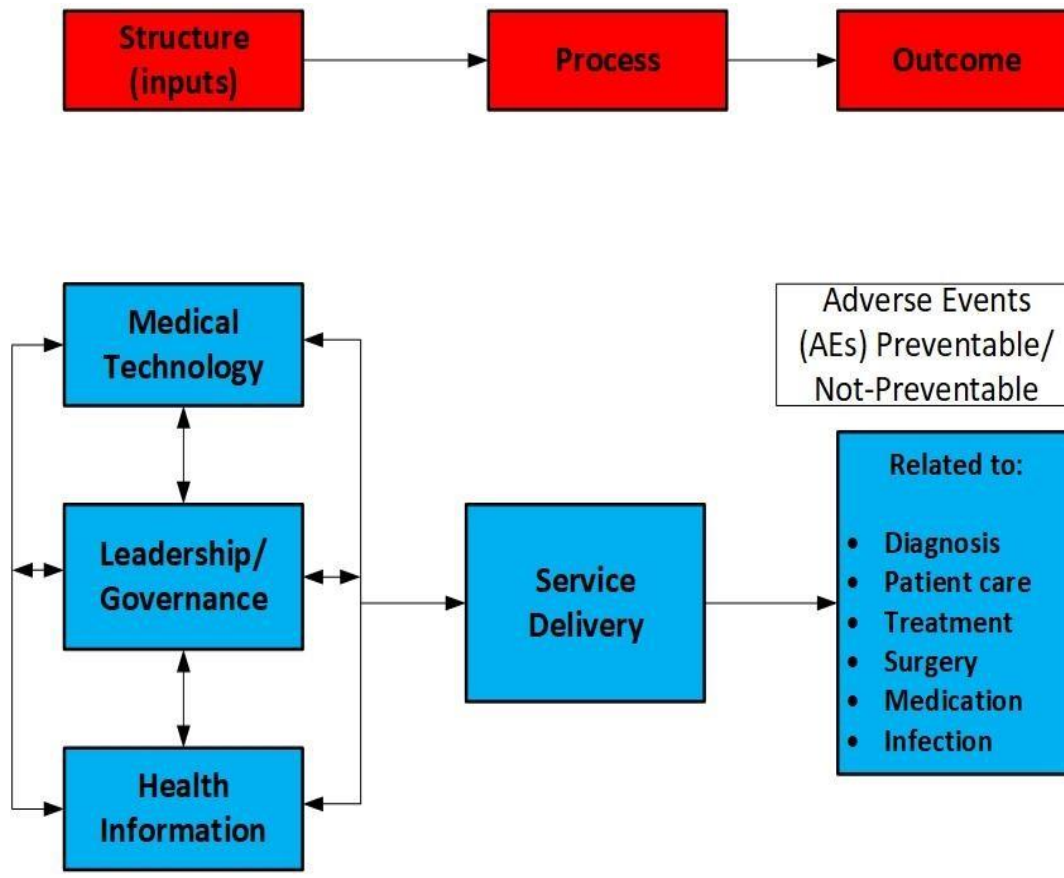 Structure
(inputs)
Process
Outcome
Medical
Technology
Leadership/
Governance
Health
Information
Service
Delivery
Adverse Events
(AEs) Preventable/
Not-Preventable
Related to:
• Diagnosis
• Patient care
• Treatment
• Surgery
• Medication
• Infection